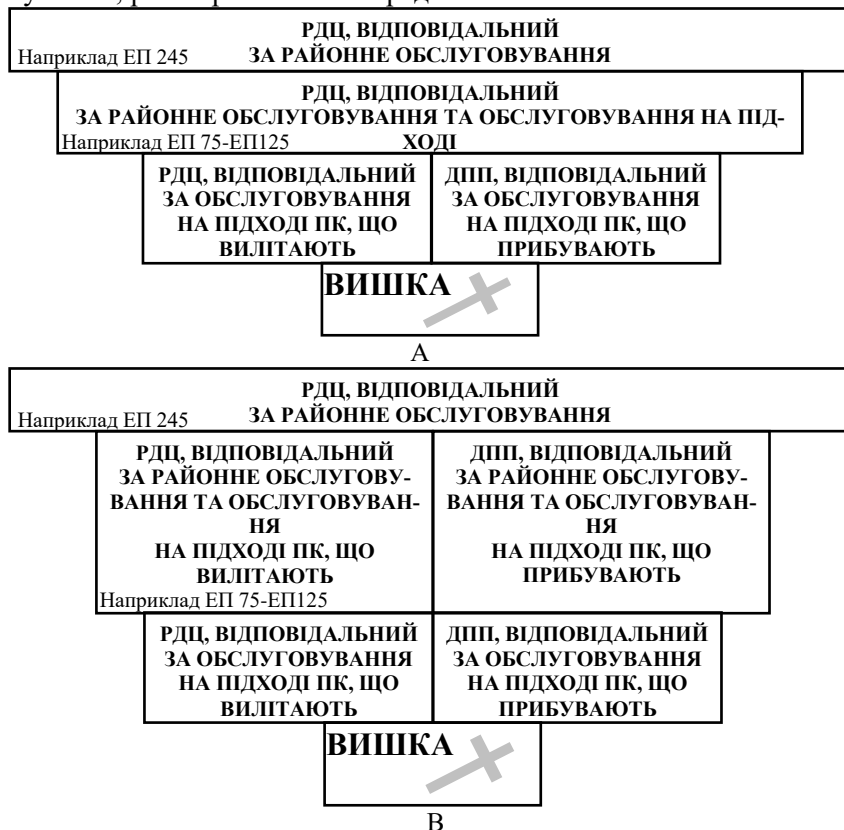 РДЦ, ВІДПОВІДАЛЬНИЙ
Наприклад ЕП 245 ЗА РАЙОННЕ ОБСЛУГОВУВАННЯ
РДЦ, ВІДПОВІДАЛЬНИЙ
ЗА РАЙОННЕ ОБСЛУГОВУВАННЯ ТА ОБСЛУГОВУВАННЯ НА ПІД-
Наприклад ЕП 75-ЕП125 ХОДІ
РДЦ, ВІДПОВІДАЛЬНИЙ
ЗА ОБСЛУГОВУВАННЯ
НА ПІДХОДІ ПК, ЩО
ВИЛІТАЮТЬ
ДПП, ВІДПОВІДАЛЬНИЙ
ЗА ОБСЛУГОВУВАННЯ
НА ПІДХОДІ ПК, ЩО
ПРИБУВАЮТЬ
ВИШКА
А
РДЦ, ВІДПОВІДАЛЬНИЙ
Наприклад ЕП 245 ЗА РАЙОННЕ ОБСЛУГОВУВАННЯ
РДЦ, ВІДПОВІДАЛЬНИЙ
ЗА РАЙОННЕ ОБСЛУГОВУ-
ВАННЯ ТА ОБСЛУГОВУВАН-
НЯ
НА ПІДХОДІ ПК, ЩО
ВИЛІТАЮТЬ
Наприклад ЕП 75-ЕП125
ДПП, ВІДПОВІДАЛЬНИЙ
ЗА РАЙОННЕ ОБСЛУГОВУ-
ВАННЯ ТА ОБСЛУГОВУВАН-
НЯ
НА ПІДХОДІ ПК, ЩО
ПРИБУВАЮТЬ
РДЦ, ВІДПОВІДАЛЬНИЙ
ЗА ОБСЛУГОВУВАННЯ
НА ПІДХОДІ ПК, ЩО
ВИЛІТАЮТЬ
ДПП, ВІДПОВІДАЛЬНИЙ
ЗА ОБСЛУГОВУВАННЯ
НА ПІДХОДІ ПК, ЩО
ПРИБУВАЮТЬ
ВИШКА
В